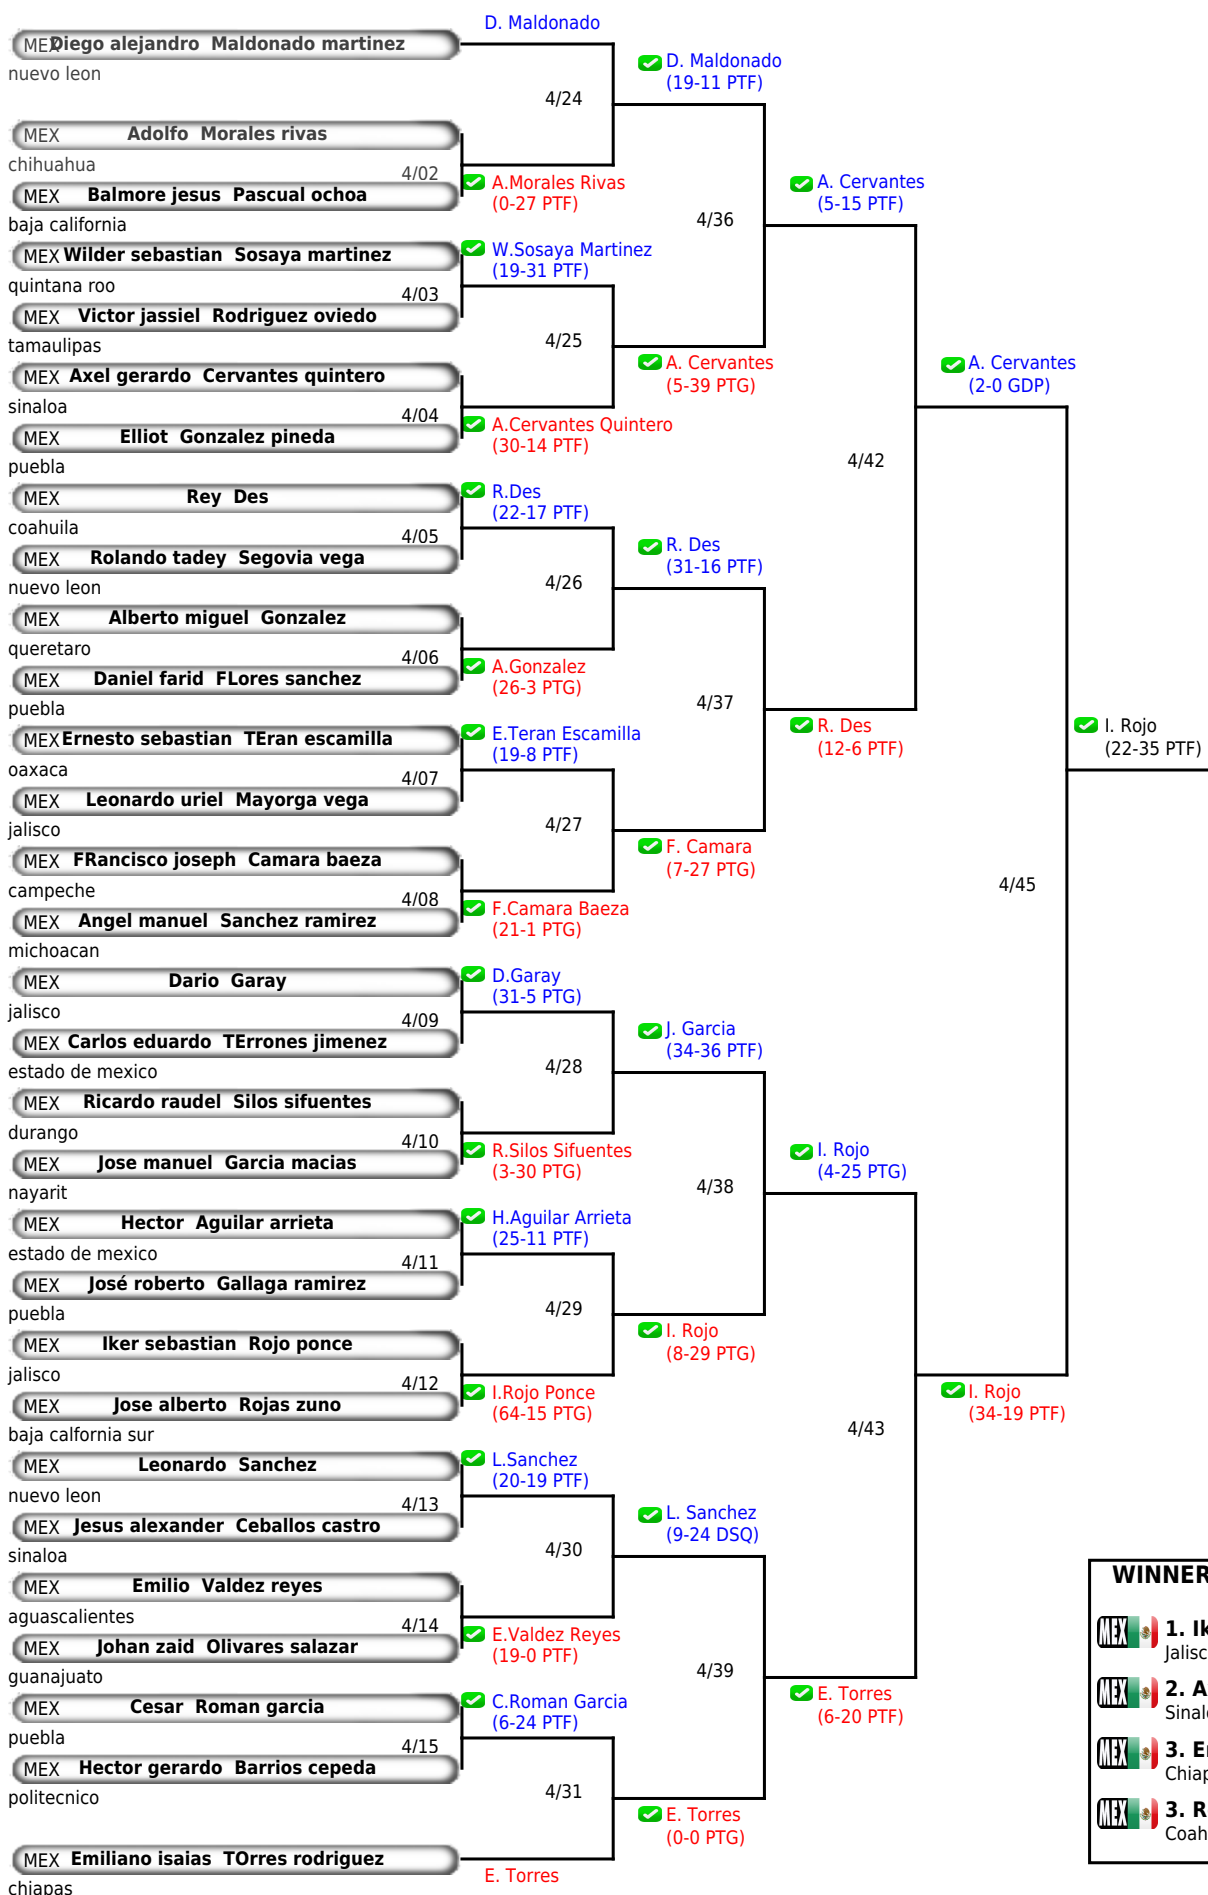 D. Maldonado
MEX Diego alejandro Maldonado martinez
nuevo leon
D. Maldonado
(19-11 PTF)
4/24
MEX Adolfo Morales rivas
chihuahua
4/02
MEX Balmore jesus Pascual ochoa
baja california
A.Morales Rivas
(0-27 PTF)
A. Cervantes
(5-15 PTF)
4/36
MEX Wilder sebastian Sosaya martinez
quintana roo
W.Sosaya Martinez
(19-31 PTF)
4/03
MEX Victor jassiel Rodriguez oviedo
tamaulipas
4/25
A. Cervantes
(5-39 PTG)
A. Cervantes
(2-0 GDP)
MEX Axel gerardo Cervantes quintero
sinaloa
4/04
MEX Elliot Gonzalez pineda
puebla
A.Cervantes Quintero
(30-14 PTF)
4/42
MEX Rey Des
coahuila
R.Des
(22-17 PTF)
4/05
MEX Rolando tadey Segovia vega
nuevo leon
R. Des
(31-16 PTF)
4/26
MEX Alberto miguel Gonzalez
queretaro
4/06
MEX Daniel farid FLores sanchez
puebla
A.Gonzalez
(26-3 PTG)
4/37
R. Des
(12-6 PTF)
I. Rojo
(22-35 PTF)
MEX Ernesto sebastian TEran escamilla
oaxaca
E.Teran Escamilla
(19-8 PTF)
4/07
MEX Leonardo uriel Mayorga vega
jalisco
4/27
F. Camara
(7-27 PTG)
MEX FRancisco joseph Camara baeza
campeche
4/08
MEX Angel manuel Sanchez ramirez
michoacan
F.Camara Baeza
(21-1 PTG)
4/45
MEX Dario Garay
jalisco
D.Garay
(31-5 PTG)
4/09
MEX Carlos eduardo TErrones jimenez
estado de mexico
J. Garcia
(34-36 PTF)
4/28
MEX Ricardo raudel Silos sifuentes
durango
4/10
MEX Jose manuel Garcia macias
nayarit
R.Silos Sifuentes
(3-30 PTG)
I. Rojo
(4-25 PTG)
4/38
MEX Hector Aguilar arrieta
estado de mexico
H.Aguilar Arrieta
(25-11 PTF)
4/11
MEX José roberto Gallaga ramirez
puebla
4/29
I. Rojo
(8-29 PTG)
MEX Iker sebastian Rojo ponce
jalisco
4/12
MEX Jose alberto Rojas zuno
baja calfornia sur
I.Rojo Ponce
(64-15 PTG)
I. Rojo
(34-19 PTF)
4/43
MEX Leonardo Sanchez
nuevo leon
L.Sanchez
(20-19 PTF)
4/13
MEX Jesus alexander Ceballos castro
sinaloa
L. Sanchez
(9-24 DSQ)
4/30
MEX Emilio Valdez reyes
aguascalientes
4/14
MEX Johan zaid Olivares salazar
guanajuato
E.Valdez Reyes
(19-0 PTF)
4/39
E. Torres
(6-20 PTF)
MEX Cesar Roman garcia
puebla
C.Roman Garcia
(6-24 PTF)
4/15
MEX Hector gerardo Barrios cepeda
politecnico
4/31
E. Torres
(0-0 PTG)
MEX Emiliano isaias TOrres rodriguez
chiapas
E. Torres
WINNER
MEX 1. Ik
Jalisc
MEX 2. A
Sinal
MEX 3. E
Chiap
MEX 3. R
Coah